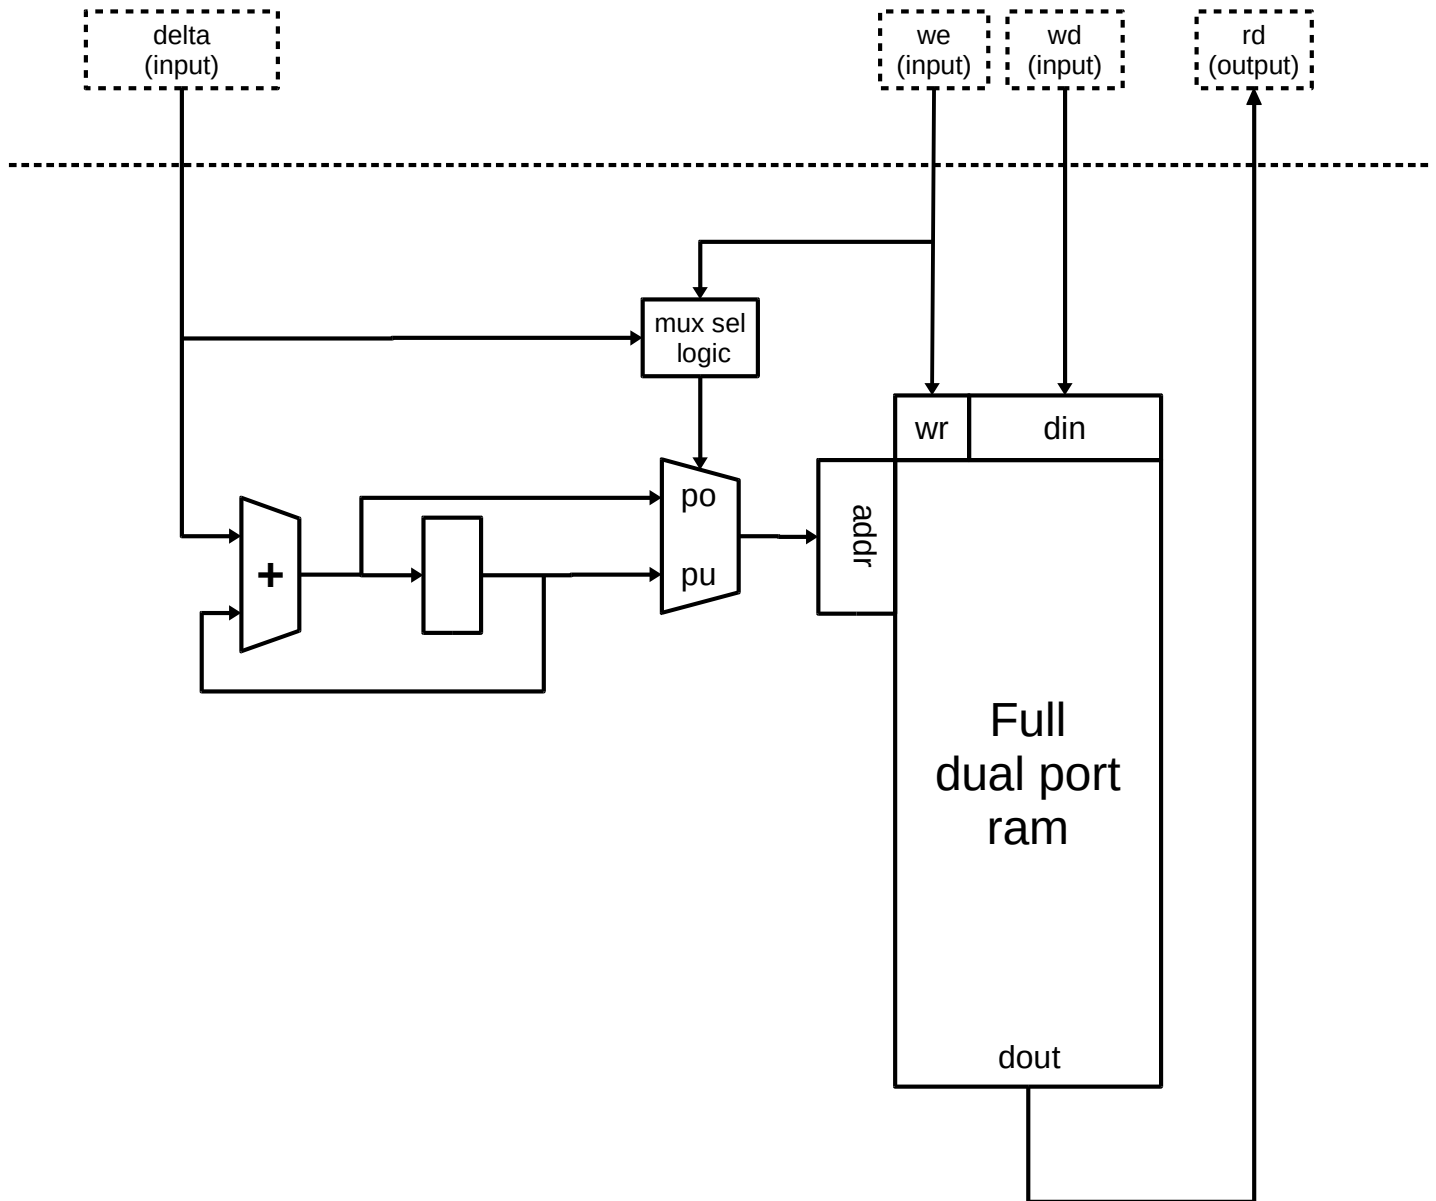 delta
(input)
we
(input)
wd
(input)
rd
(output)
mux sel
logic
wr
din
po
addr
+
pu
Full
dual port
ram
dout